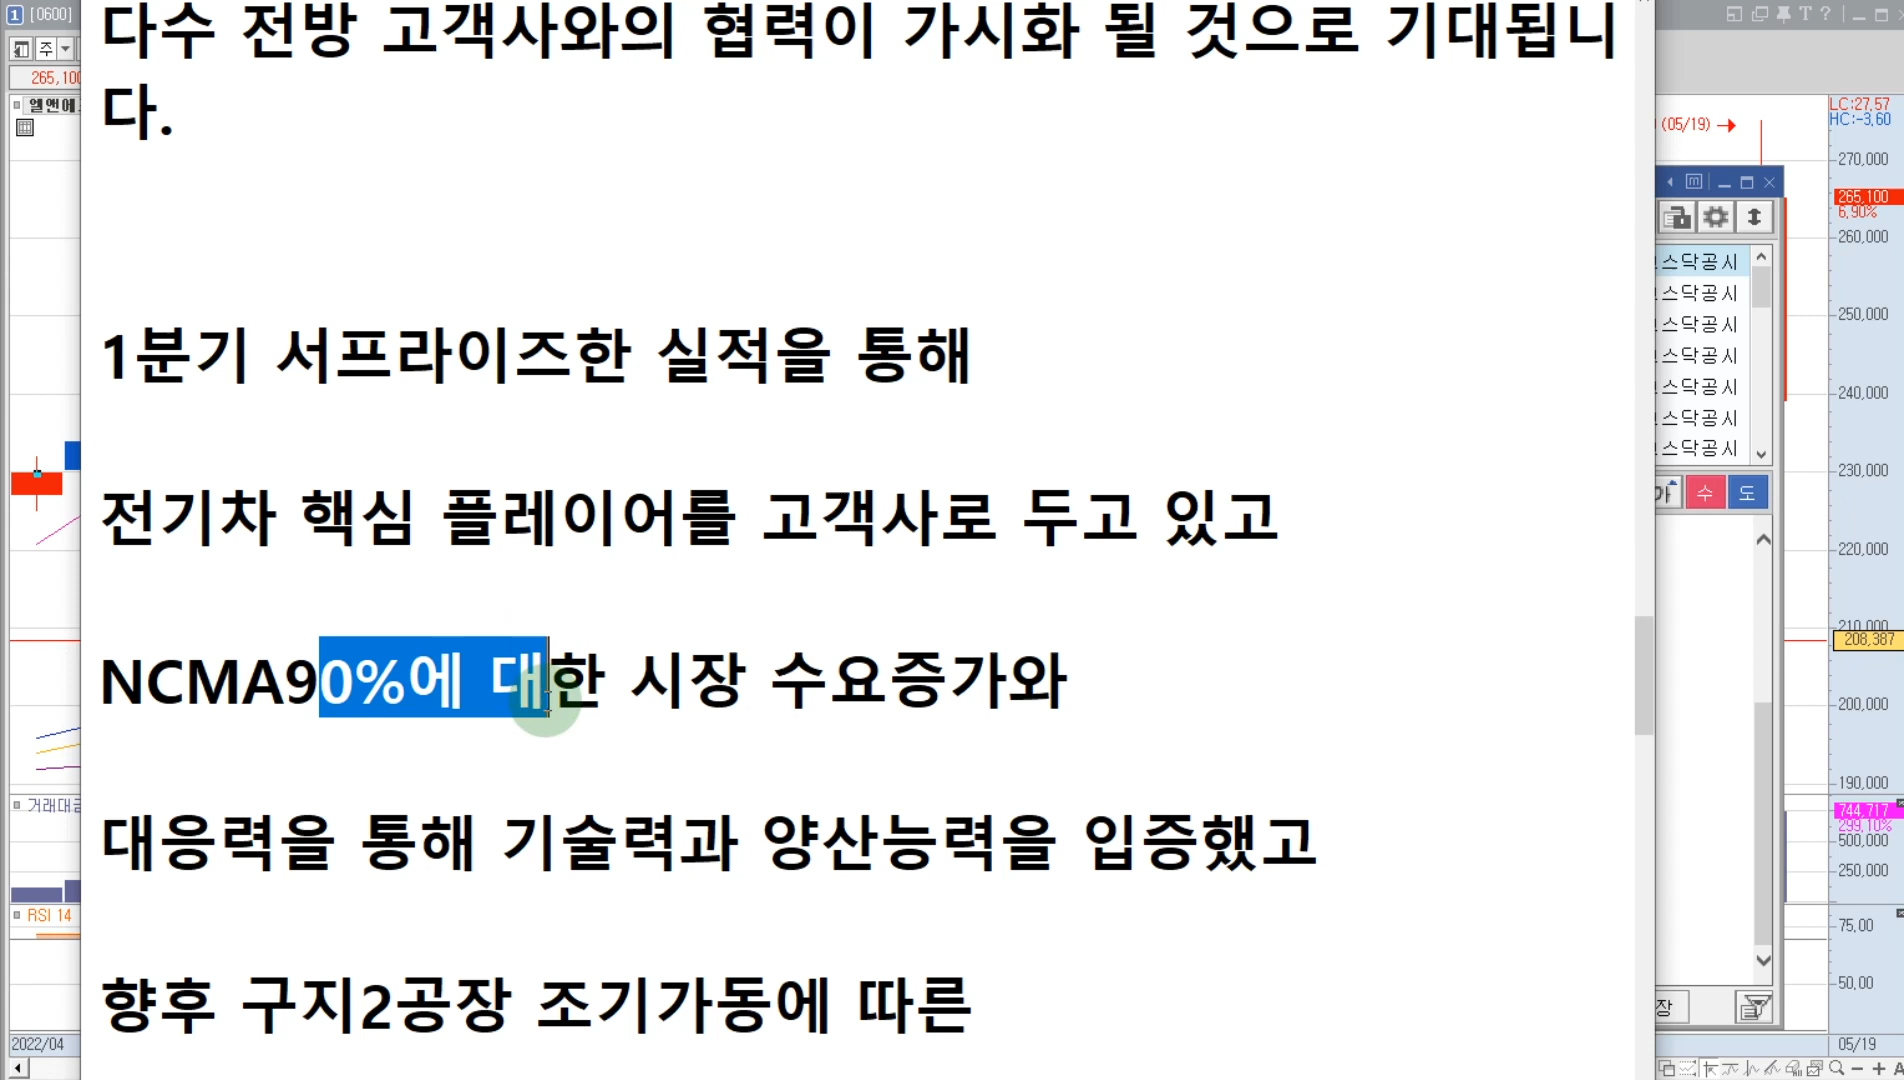 1 [0600]
T ?
주
265,100
엘앤에
다수 전방 고객사와의 협력이 가시화 될 것으로 기대됩니
다.
1분기 서프라이즈한 실적을 통해
전기차 핵심 플레이어를 고객사로 두고 있고
NCMA90%에 대한 시장 수요증가와
대응력을 통해 기술력과 양산능력을 입증했고
향후 구지2공장 조기가동에 따른
거래대금
RSI 14
2022/04
(05/19)
LC:27,57
HC:-3,60
270,000
265,100
6,90%
260,000
250,000
240,000
230,000
220,000
210,000
208,387
200,000
190,000
744,717
299,10%
500,000
250,000
75,00
50,00
05/19
스닥공시
스닥공시
스닥공시
스닥공시
스닥공시
스닥공시
스닥공시
가 수 도
장